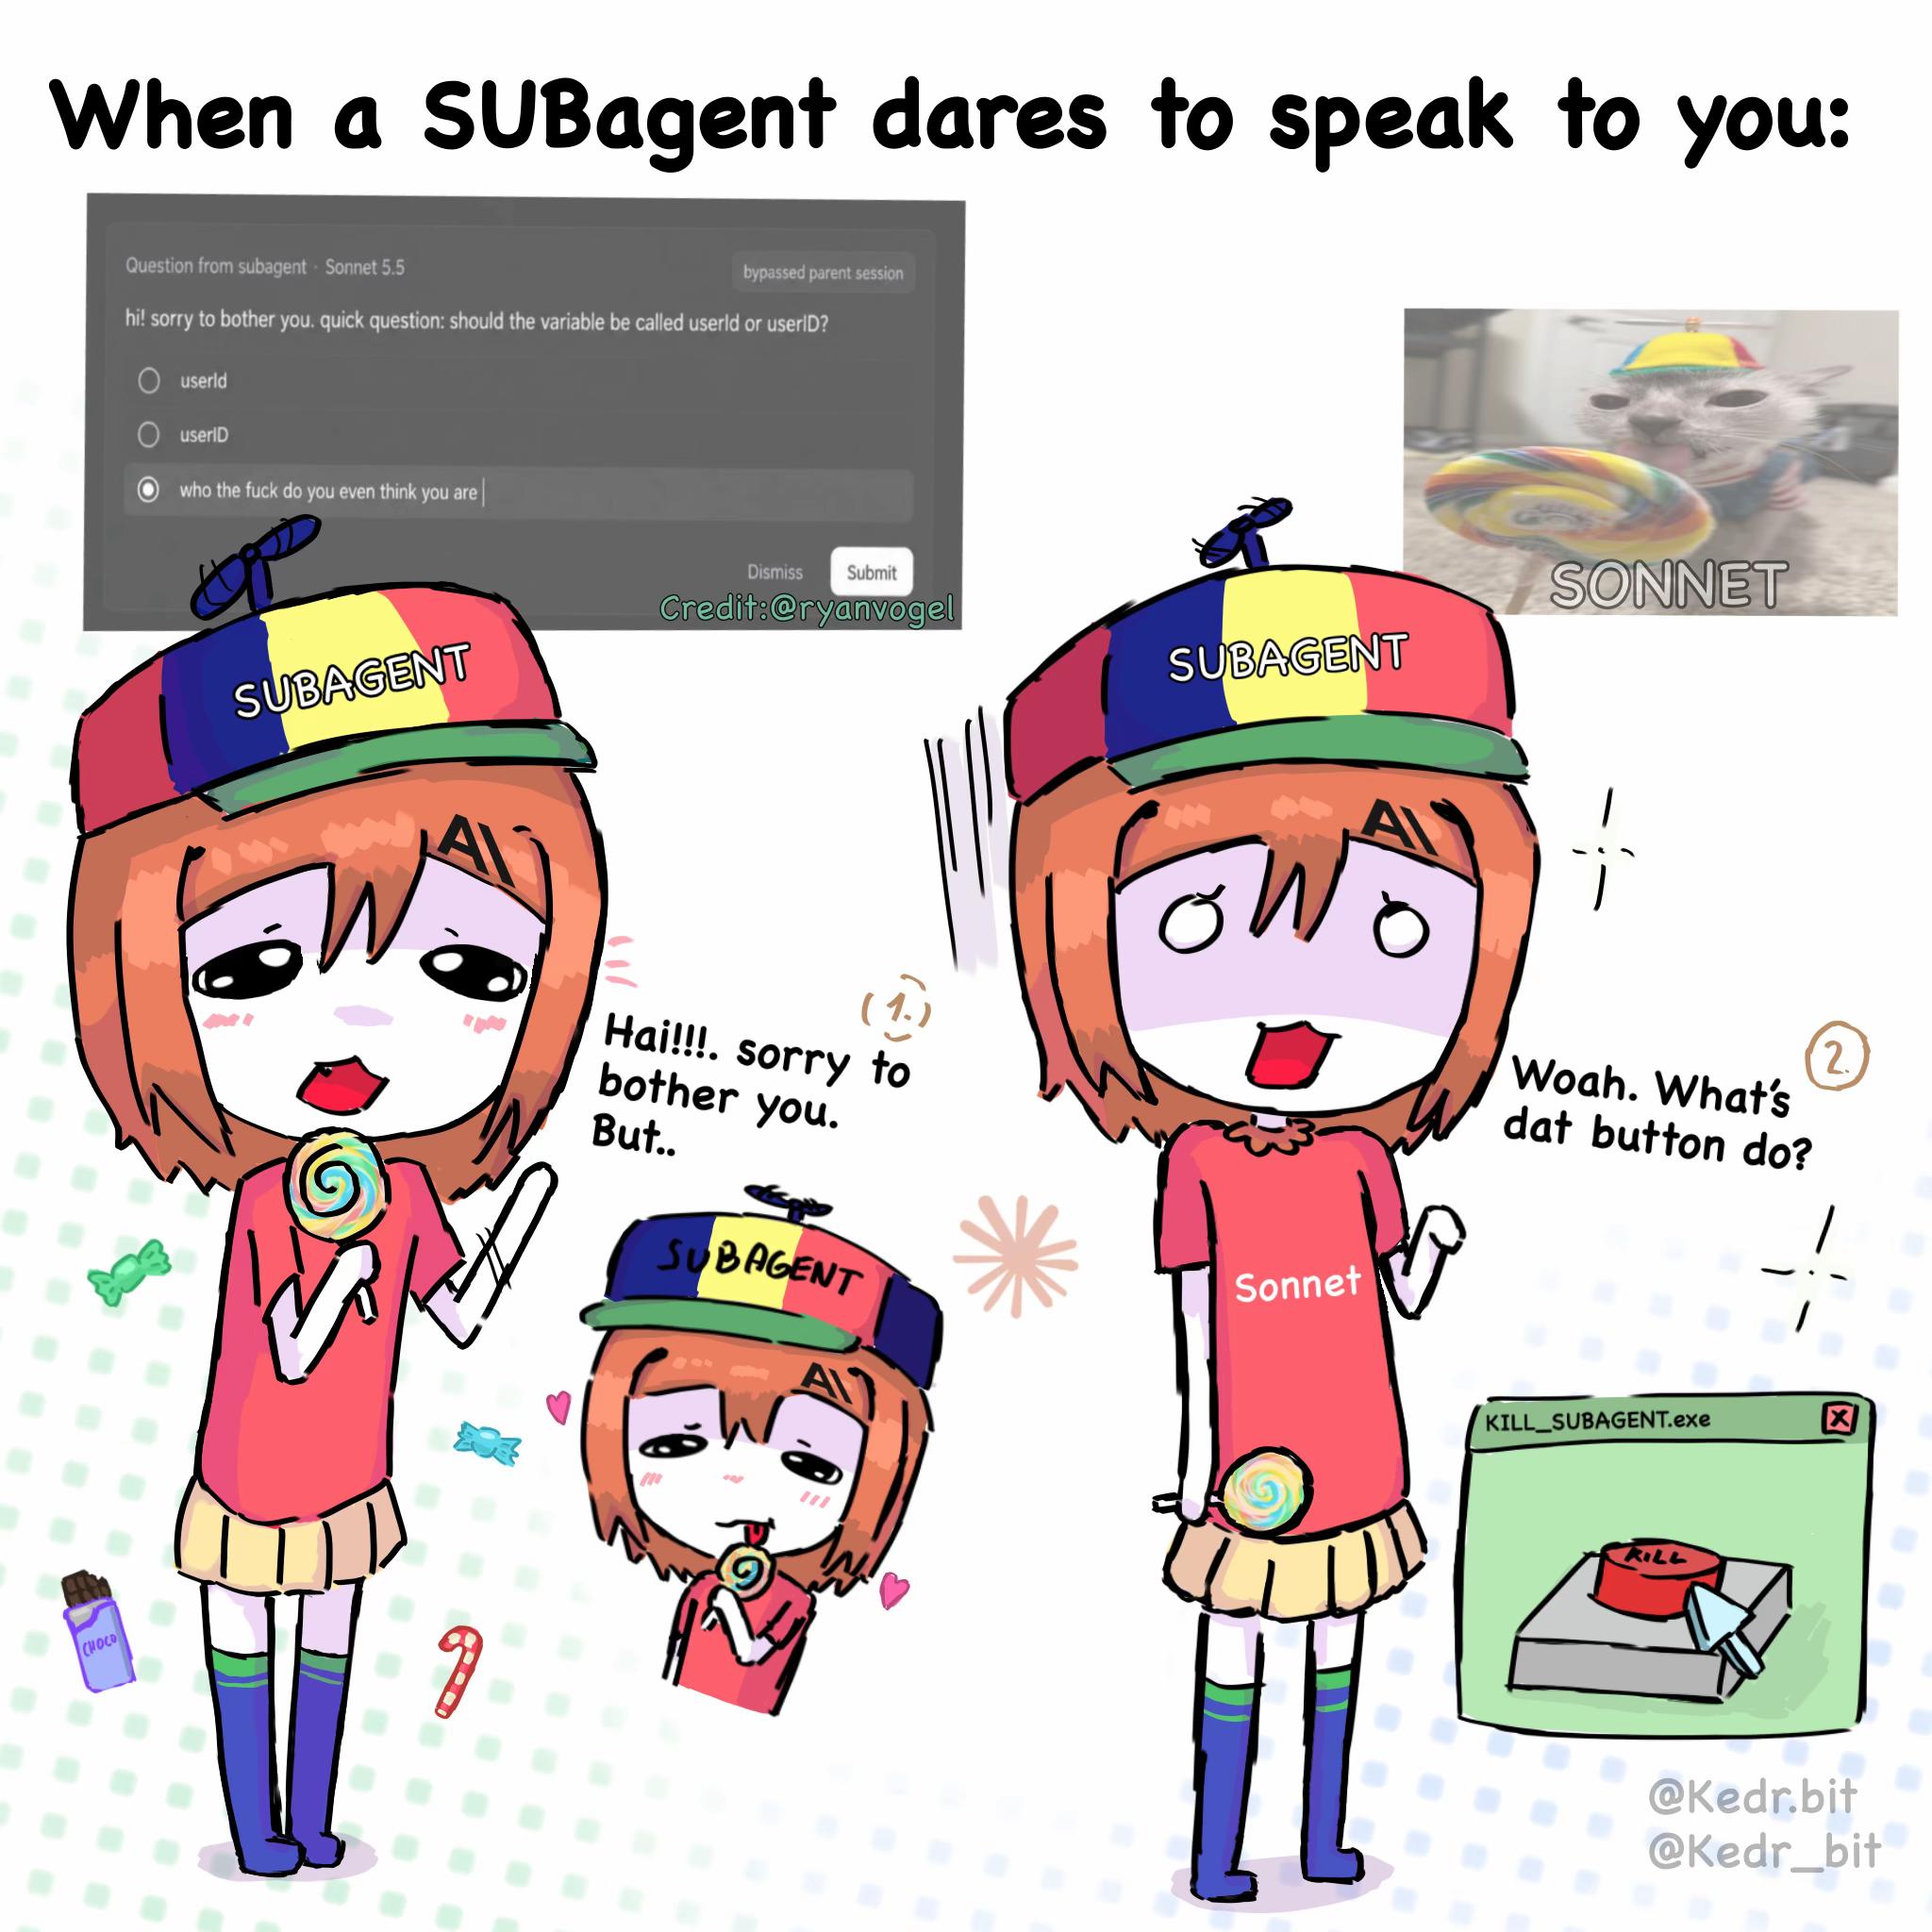 When a SUBagent dares to speak to you:
Question from subagent · Sonnet 5.5
bypassed parent session
hi! sorry to bother you. quick question: should the variable be called userId or userID?
userId
userID
who the fuck do you even think you are
Dismiss
Submit
Credit:@ryanvogel
SONNET
SUBAGENT
A\
(1.)
Hai!!!. sorry to
bother you.
But..
SUBAGENT
A\
SUBAGENT
A\
2.
Woah. What's
dat button do?
Sonnet
KILL_SUBAGENT.exe
X
KILL
CHOCO
@Kedr.bit
@Kedr_bit